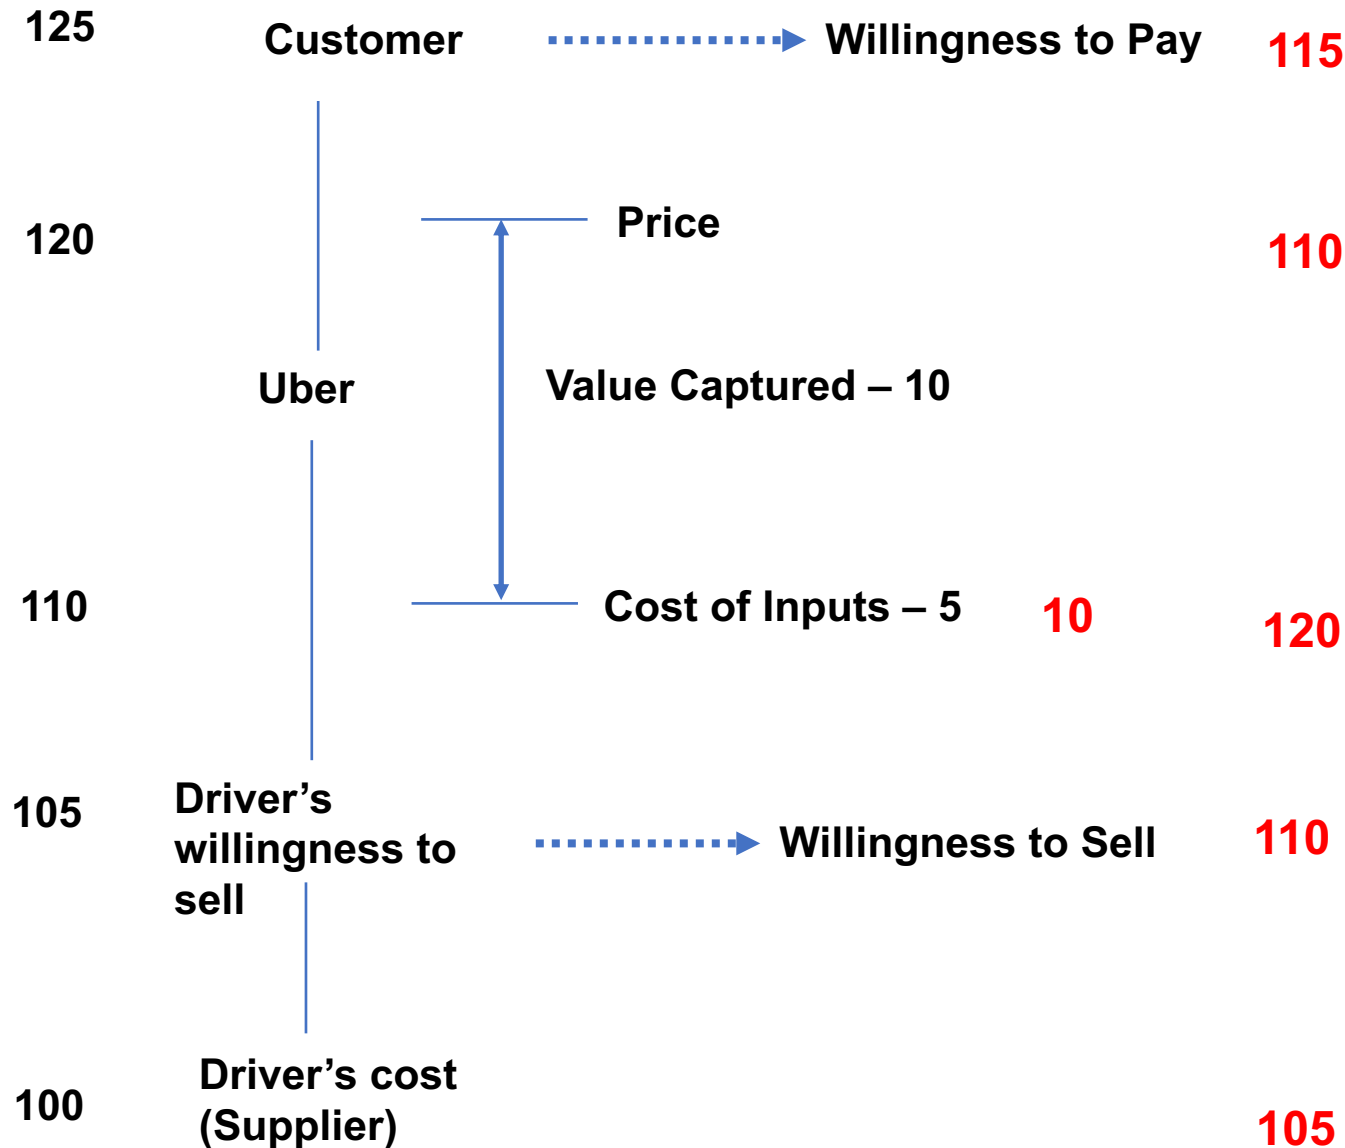 125
Customer
Willingness to Pay
115
120
Price
110
Uber
Value Captured – 10
110
Cost of Inputs – 5
10
120
105
Driver’s
willingness to
sell
Willingness to Sell
110
100
Driver’s cost
(Supplier)
105